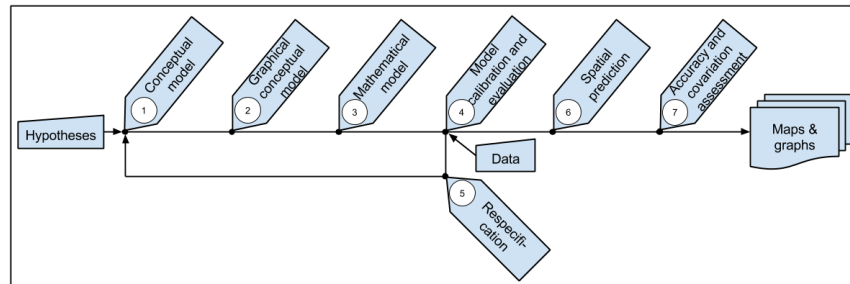 Hypotheses
1
Conceptual
model
2
Graphical
conceptual
model
3
Mathematical
model
4
Model
calibration and
evaluation
Data
5
Respecifi-
cation
6
Spatial
prediction
7
Accuracy and
covariation
assessment
Maps &
graphs